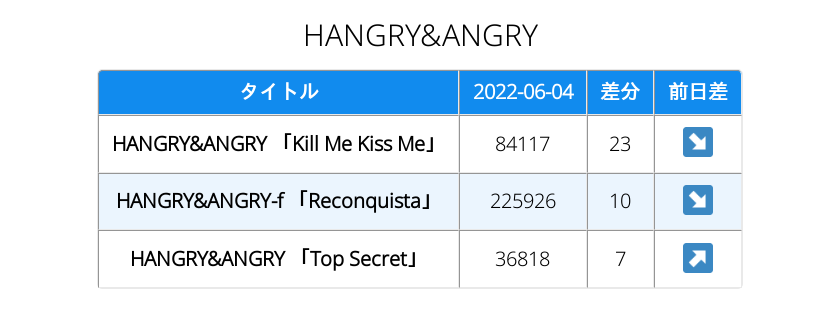 HANGRY&ANGRY
タイトル 2022-06-04 差分 前日差
HANGRY&ANGRY 「Kill Me Kiss Me」 84117 23 ↘
HANGRY&ANGRY-f 「Reconquista」 225926 10 ↘
HANGRY&ANGRY 「Top Secret」 36818 7 ↗